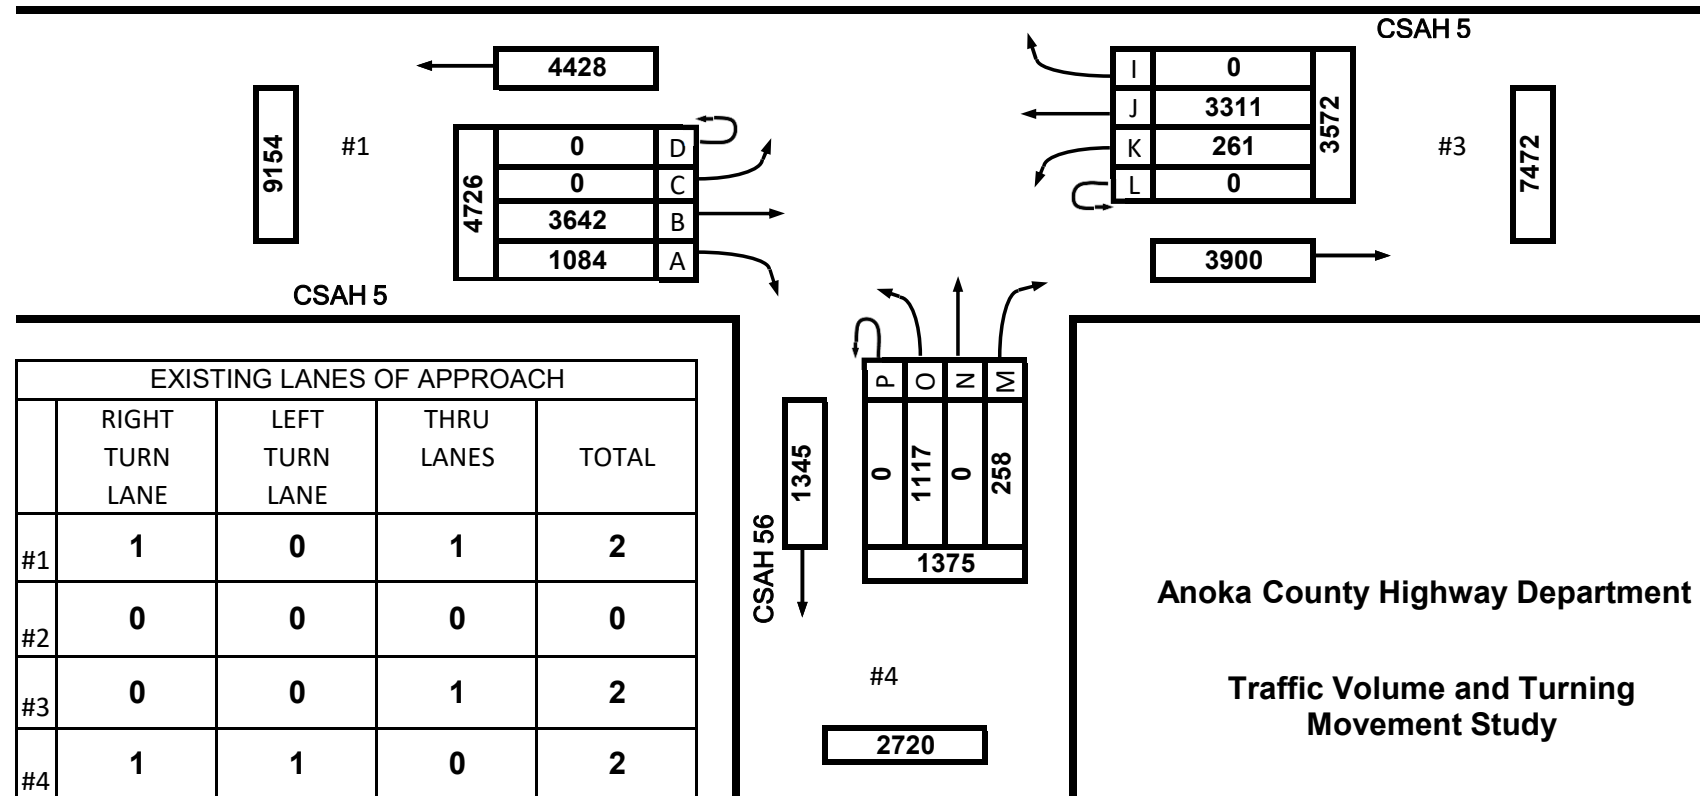 CSAH 5
4428
I 0
J 3311
K 261
L 0
3572
9154
#1
4726
0 D
0 C
3642 B
1084 A
#3
7472
3900
CSAH 5
P O N M
0 1117 0 258
1375
1345
CSAH 56
#4
2720
EXISTING LANES OF APPROACH
RIGHT TURN LANE
LEFT TURN LANE
THRU LANES
TOTAL
#1 1 0 1 2
#2 0 0 0 0
#3 0 0 1 2
#4 1 1 0 2
Anoka County Highway Department
Traffic Volume and Turning
Movement Study